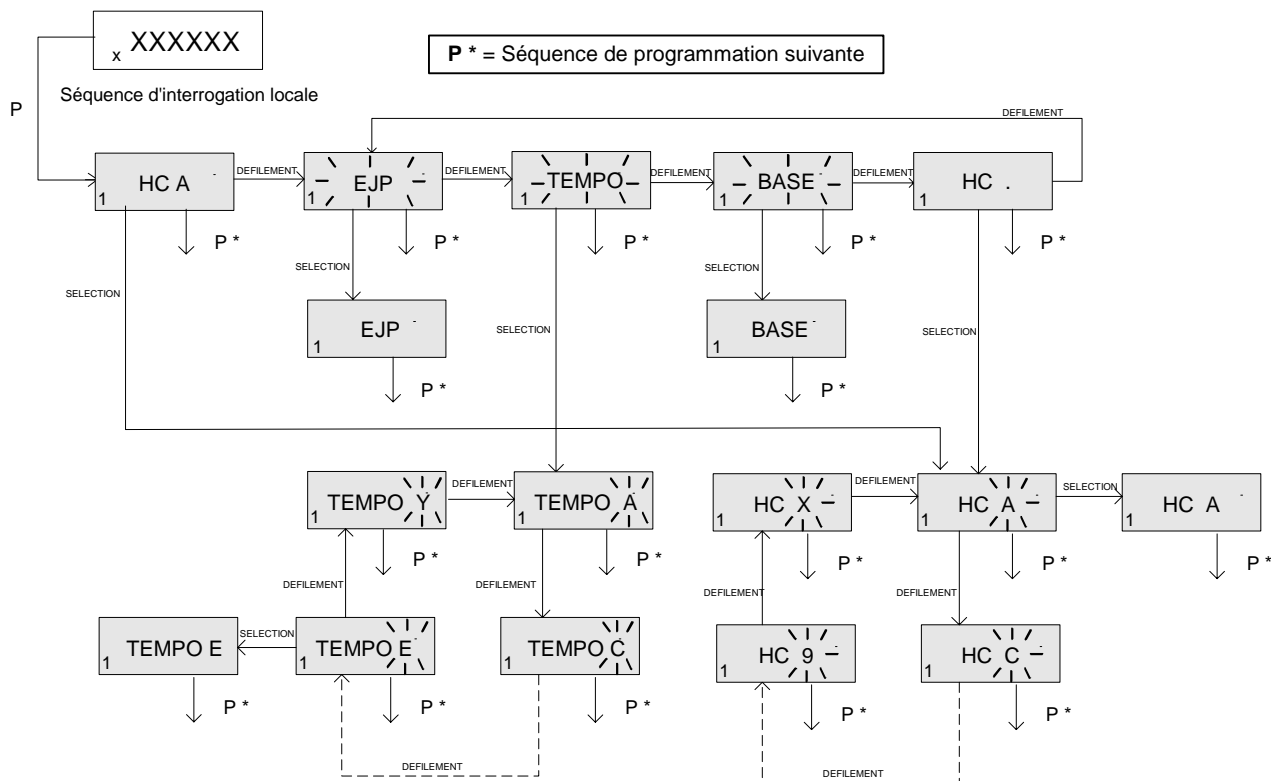 XXXXXX
x
P * = Séquence de programmation suivante
Séquence d'interrogation locale
P
DEFILEMENT
HC A
1
DEFILEMENT
EJP
1
DEFILEMENT
TEMPO
1
DEFILEMENT
BASE
1
DEFILEMENT
HC .
1
P *
P *
P *
P *
P *
SELECTION
SELECTION
SELECTION
SELECTION
SELECTION
EJP
1
BASE
1
P *
P *
TEMPO Y
1
DEFILEMENT
TEMPO A
1
HC X
1
DEFILEMENT
HC A
1
SELECTION
HC A
1
P *
P *
P *
P *
P *
DEFILEMENT
DEFILEMENT
DEFILEMENT
DEFILEMENT
TEMPO E
1
SELECTION
TEMPO E
1
TEMPO C
1
HC 9
1
HC C
1
P *
P *
P *
P *
P *
DEFILEMENT
DEFILEMENT